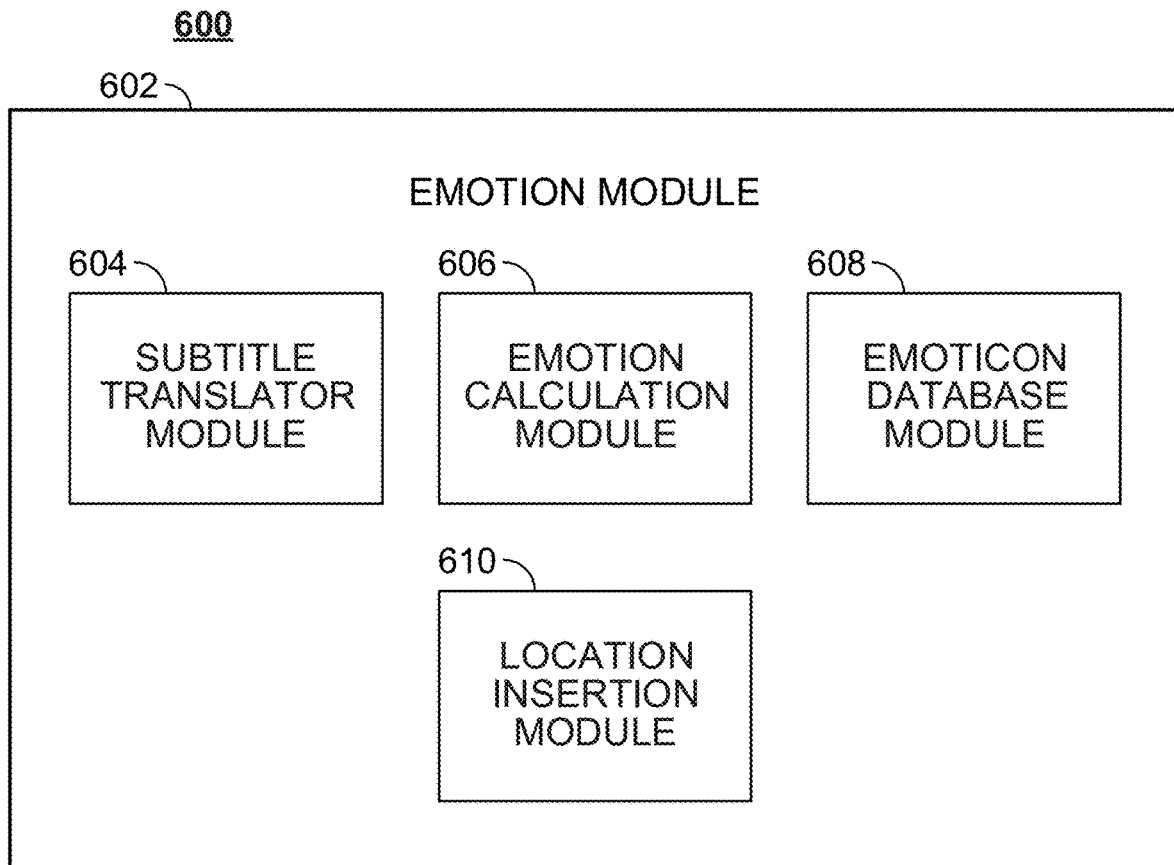 600
602
EMOTION MODULE
604
SUBTITLE
TRANSLATOR
MODULE
606
EMOTION
CALCULATION
MODULE
608
EMOTICON
DATABASE
MODULE
610
LOCATION
INSERTION
MODULE